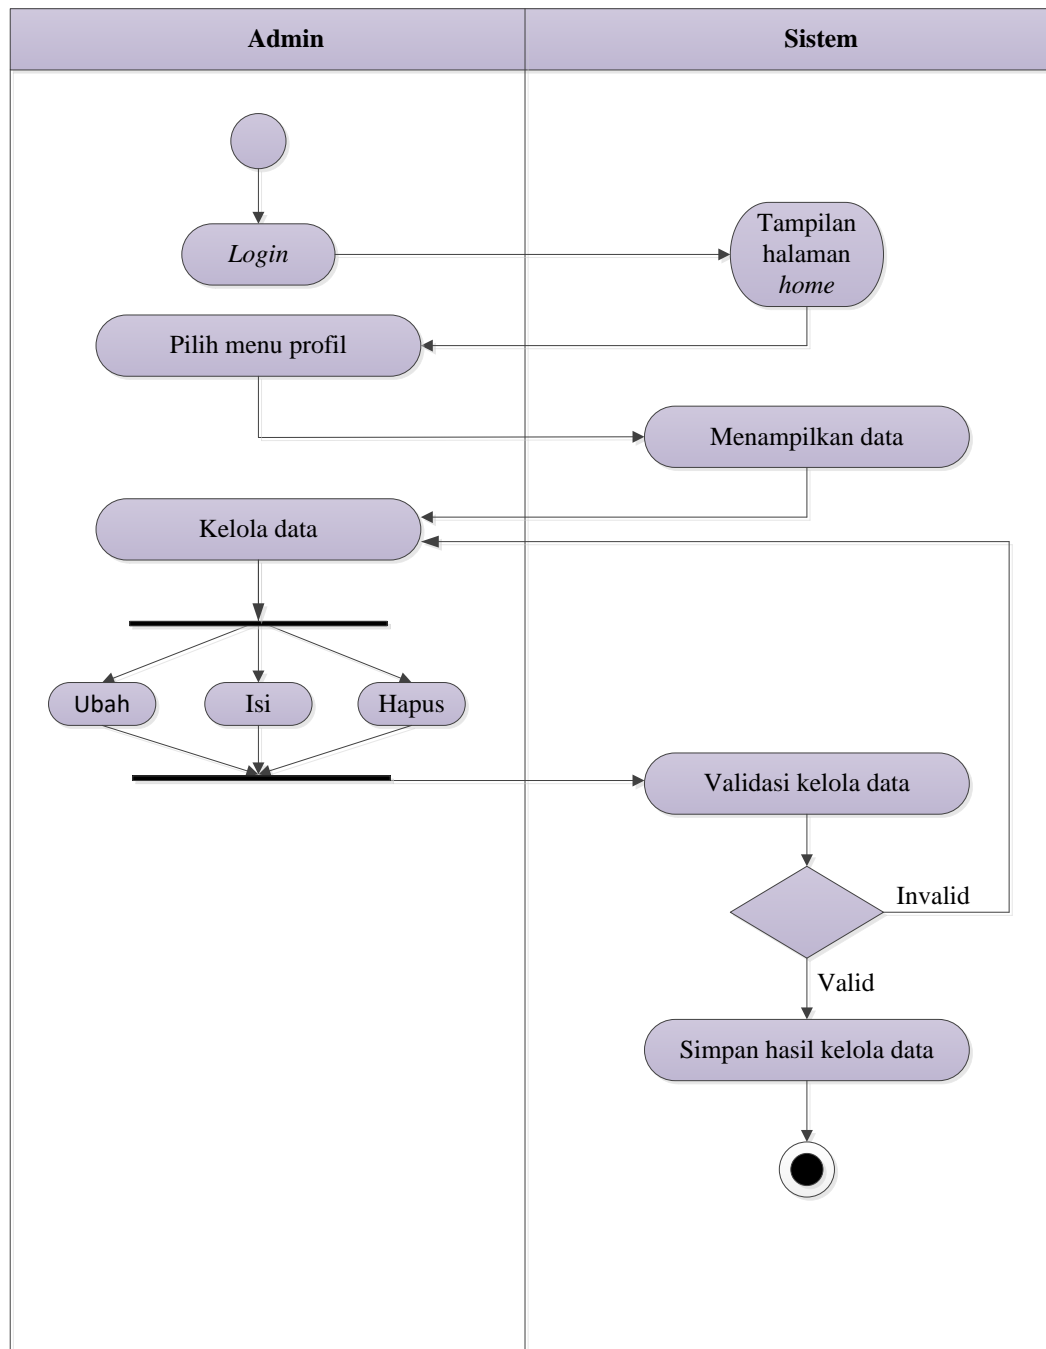 Admin
Sistem
Login
Tampilan
halaman
home
Pilih menu profil
Menampilkan data
Kelola data
Ubah
Isi
Hapus
Validasi kelola data
Invalid
Valid
Simpan hasil kelola data